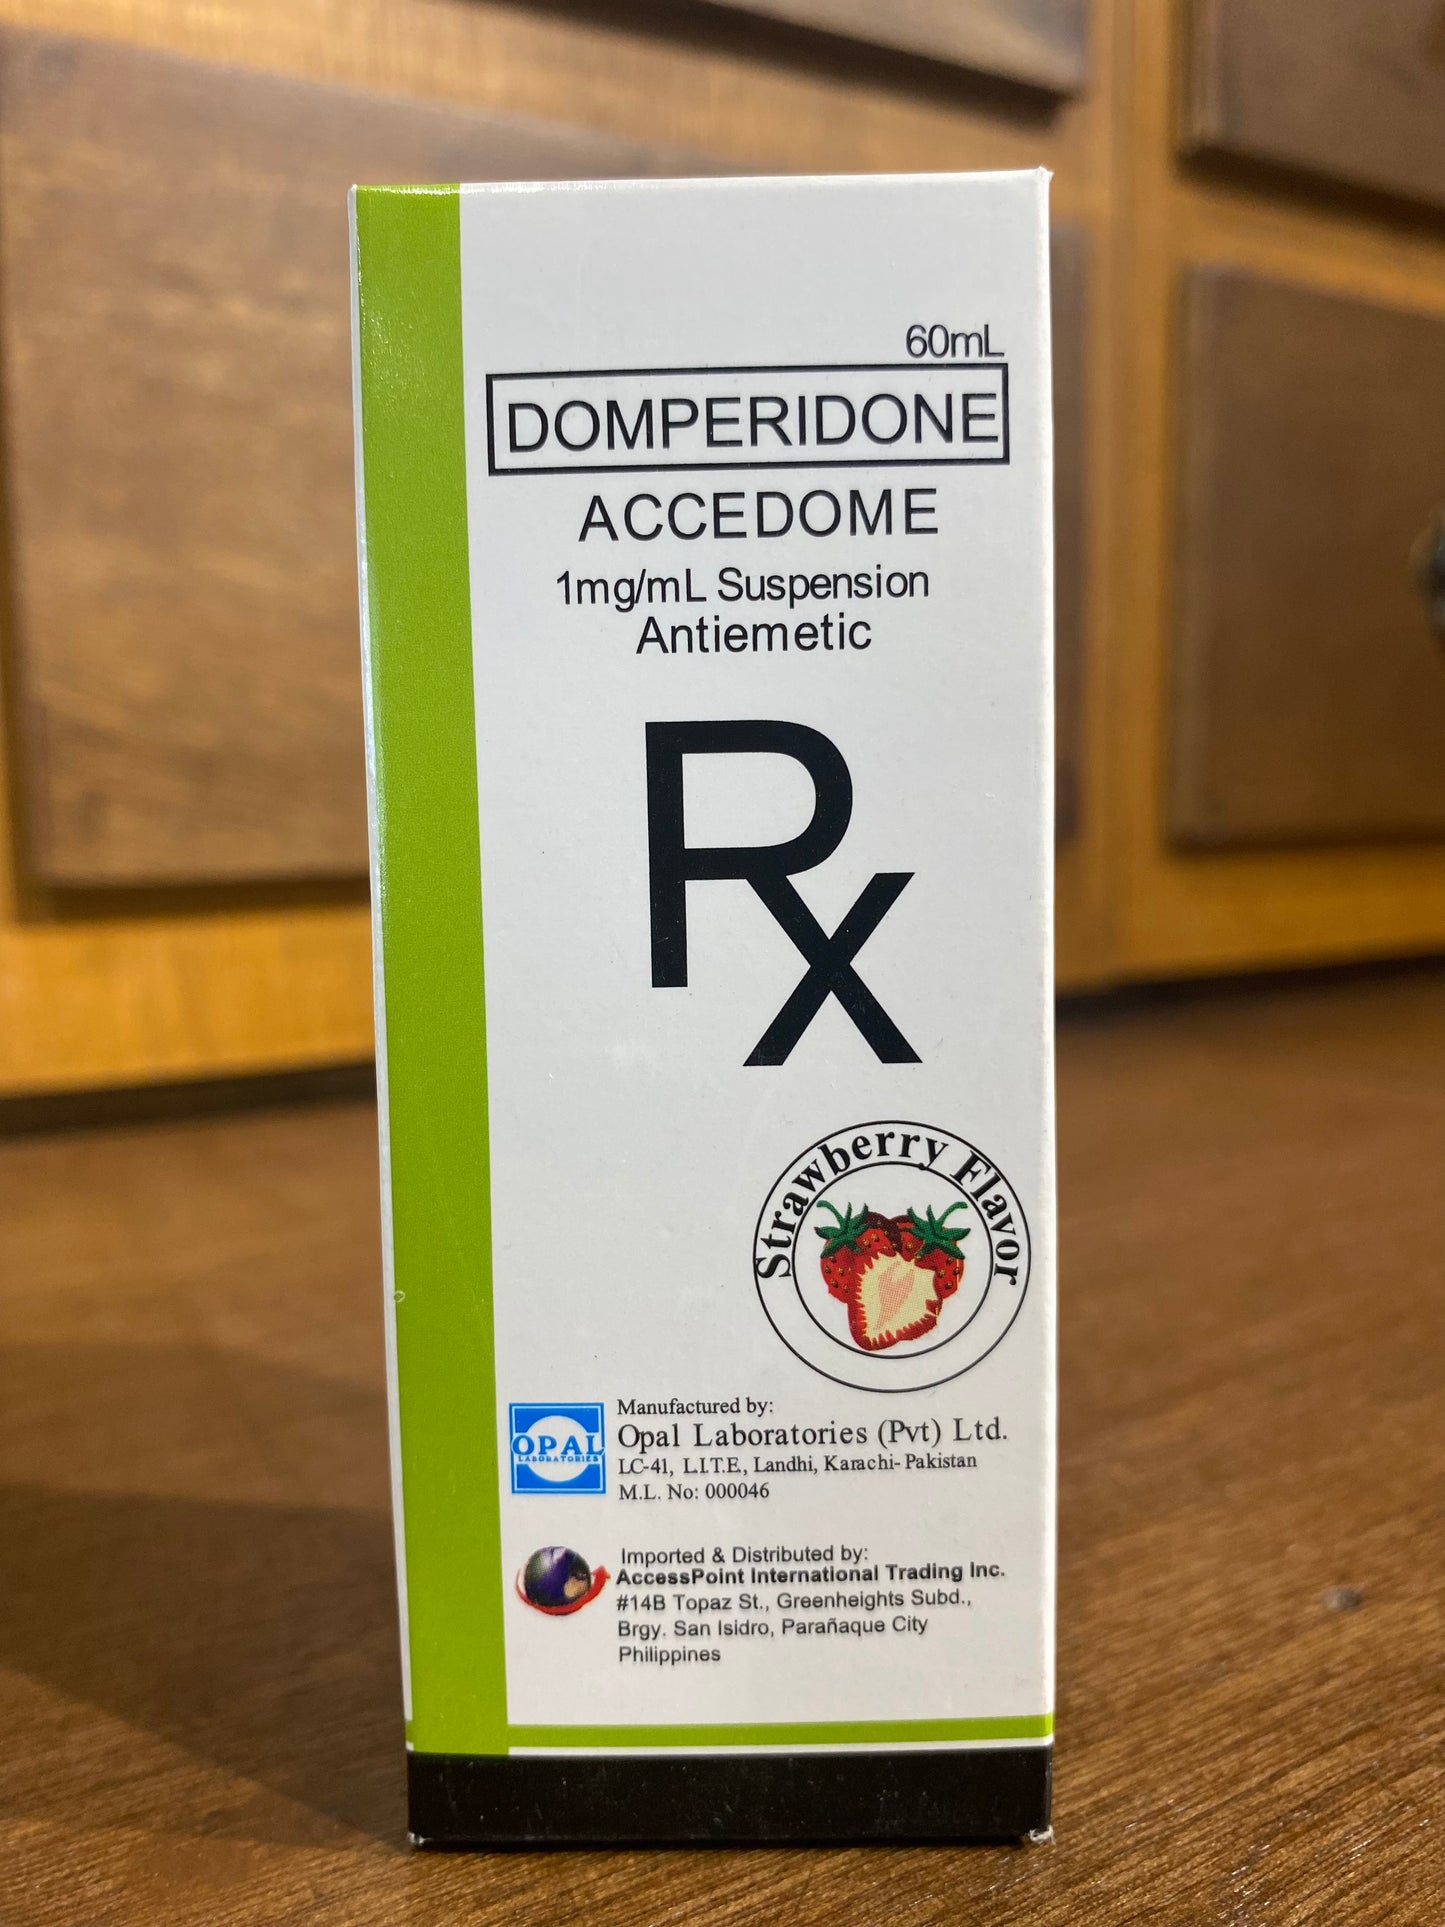 60mL
DOMPERIDONE
ACCEDOME
1mg/mL Suspension
Antiemetic
Rx
Strawberry Flavor
OPAL
LABORATORIES
Manufactured by:
Opal Laboratories (Pvt) Ltd.
LC-41, L.I.T.E., Landhi, Karachi- Pakistan
M.L. No: 000046
Imported & Distributed by:
AccessPoint International Trading Inc.
#14B Topaz St., Greenheights Subd.,
Brgy. San Isidro, Parañaque City
Philippines